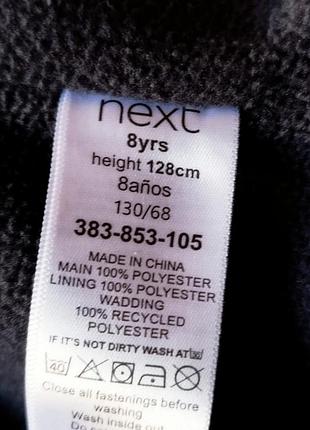 next
8yrs
height 128cm
8años
130/68
383-853-105
MADE IN CHINA
MAIN 100% POLYESTER
LINING 100% POLYESTER
WADDING
100% RECYCLED
POLYESTER
IF IT'S NOT DIRTY WASH AT
40
Close all fastenings before
washing
Wash inside out